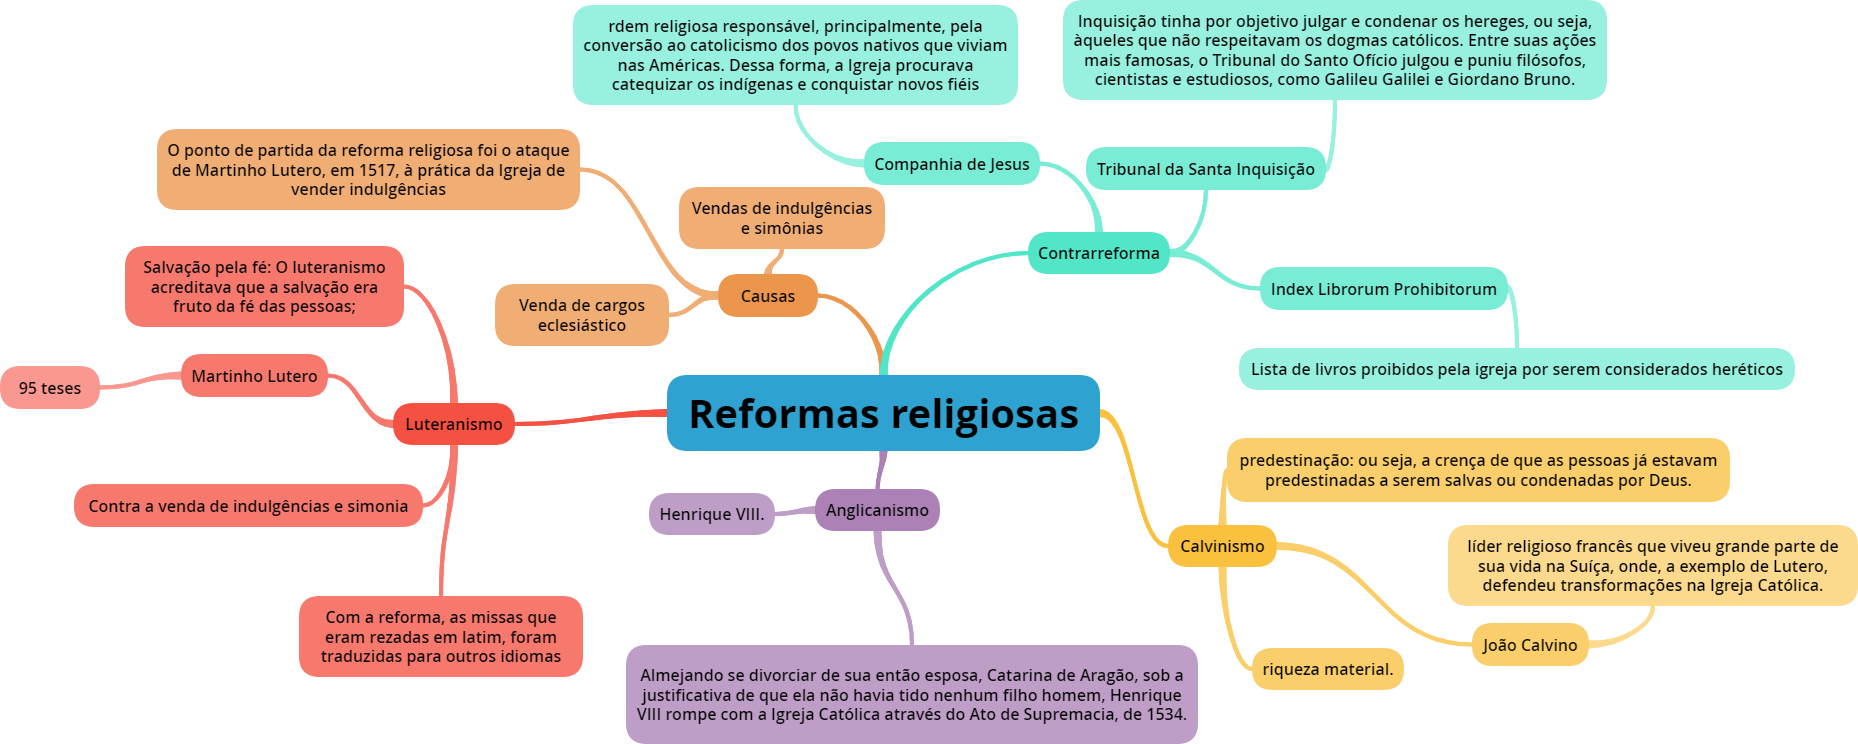 rdem religiosa responsável, principalmente, pela
conversão ao catolicismo dos povos nativos que viviam
nas Américas. Dessa forma, a Igreja procurava
catequizar os indígenas e conquistar novos fiéis
Inquisição tinha por objetivo julgar e condenar os hereges, ou seja,
àqueles que não respeitavam os dogmas católicos. Entre suas ações
mais famosas, o Tribunal do Santo Ofício julgou e puniu filósofos,
cientistas e estudiosos, como Galileu Galilei e Giordano Bruno.
O ponto de partida da reforma religiosa foi o ataque
de Martinho Lutero, em 1517, à prática da Igreja de
vender indulgências
Companhia de Jesus
Tribunal da Santa Inquisição
Vendas de indulgências
e simônias
Contrarreforma
Salvação pela fé: O luteranismo
acreditava que a salvação era
fruto da fé das pessoas;
Causas
Index Librorum Prohibitorum
Venda de cargos
eclesiástico
Lista de livros proibidos pela igreja por serem considerados heréticos
Martinho Lutero
95 teses
Reformas religiosas
Luteranismo
predestinação: ou seja, a crença de que as pessoas já estavam
predestinadas a serem salvas ou condenadas por Deus.
Contra a venda de indulgências e simonia
Henrique VIII.
Anglicanismo
Calvinismo
líder religioso francês que viveu grande parte de
sua vida na Suíça, onde, a exemplo de Lutero,
defendeu transformações na Igreja Católica.
Com a reforma, as missas que
eram rezadas em latim, foram
traduzidas para outros idiomas
João Calvino
riqueza material.
Almejando se divorciar de sua então esposa, Catarina de Aragão, sob a
justificativa de que ela não havia tido nenhum filho homem, Henrique
VIII rompe com a Igreja Católica através do Ato de Supremacia, de 1534.